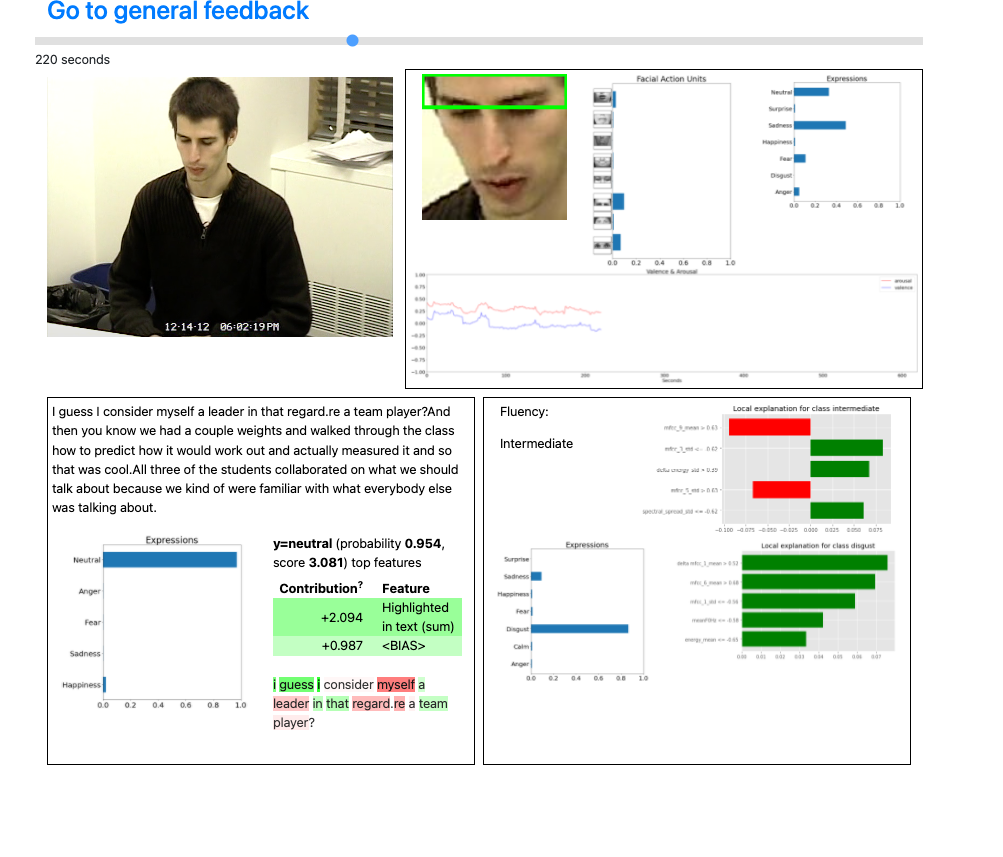 Go to general feedback
220 seconds
12-14-12 06:02:19PM
Facial Action Units
0.0 0.2 0.4 0.6 0.8 1.0
Expressions
Neutral
Surprise
Sadness
Happiness
Fear
Disgust
Anger
0.0 0.2 0.4 0.6 0.8 1.0
Valence & Arousal
arousal
valence
1.00
0.75
0.50
0.25
0.00
−0.25
−0.50
−0.75
−1.00
0 100 200 300 400 500 600
Seconds
I guess I consider myself a leader in that regard.re a team player?And
then you know we had a couple weights and walked through the class
how to predict how it would work out and actually measured it and so
that was cool.All three of the students collaborated on what we should
talk about because we kind of were familiar with what everybody else
was talking about.
Expressions
Neutral
Anger
Fear
Sadness
Happiness
0.0 0.2 0.4 0.6 0.8 1.0
y=neutral (probability 0.954,
score 3.081) top features
Contribution? Feature
+2.094 Highlighted
in text (sum)
+0.987 <BIAS>
i guess i consider myself a
leader in that regard.re a team
player?
Fluency:
Intermediate
Local explanation for class intermediate
mfcc_9_mean > 0.63
mfcc_3_std <= -0.62
delta energy_std > 0.39
mfcc_5_std > 0.63
spectral_spread_std <= -0.62
−0.100 −0.075 −0.050 −0.025 0.000 0.025 0.050 0.075
Expressions
Surprise
Sadness
Happiness
Fear
Disgust
Calm
Anger
0.0 0.2 0.4 0.6 0.8 1.0
Local explanation for class disgust
delta mfcc_1_mean > 0.52
mfcc_6_mean > 0.68
mfcc_1_std <= -0.56
<= -0.58
energy_mean <= -0.65
0.00 0.01 0.02 0.03 0.04 0.05 0.06 0.07